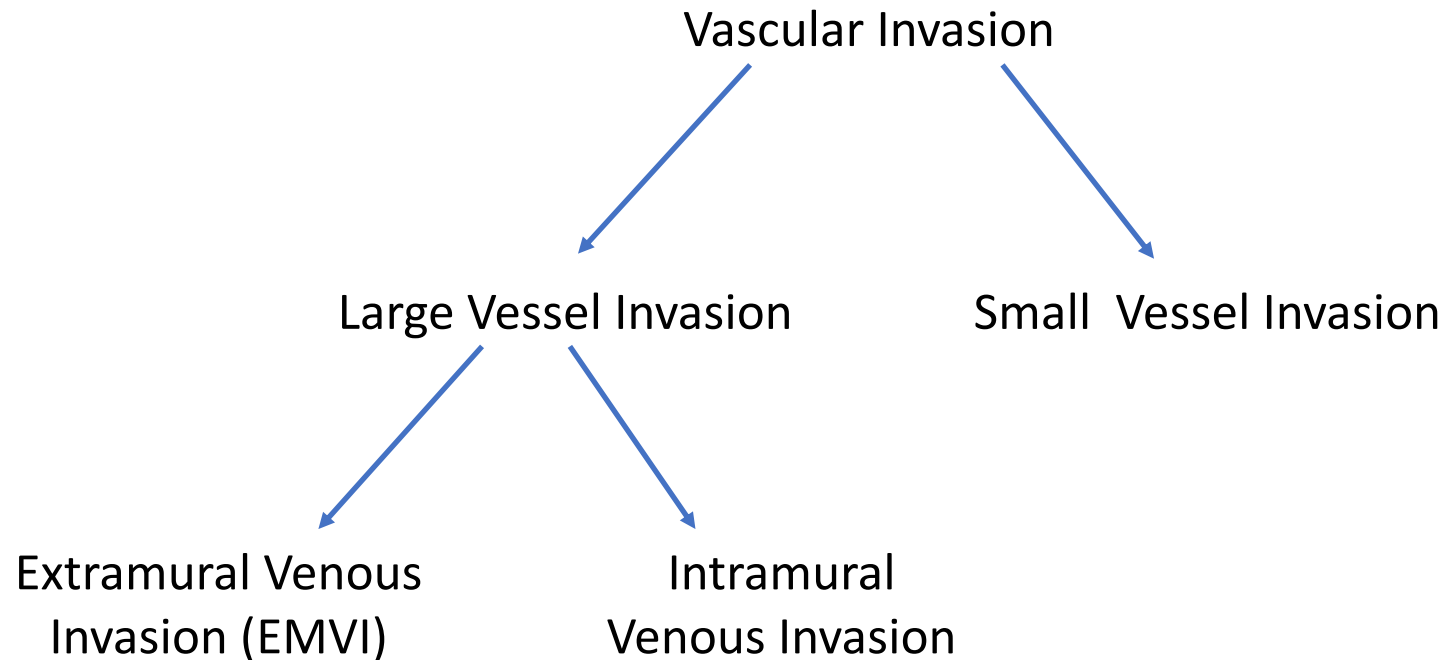 Vascular Invasion
Large Vessel Invasion
Small  Vessel Invasion
Extramural Venous
Invasion (EMVI)
Intramural
Venous Invasion